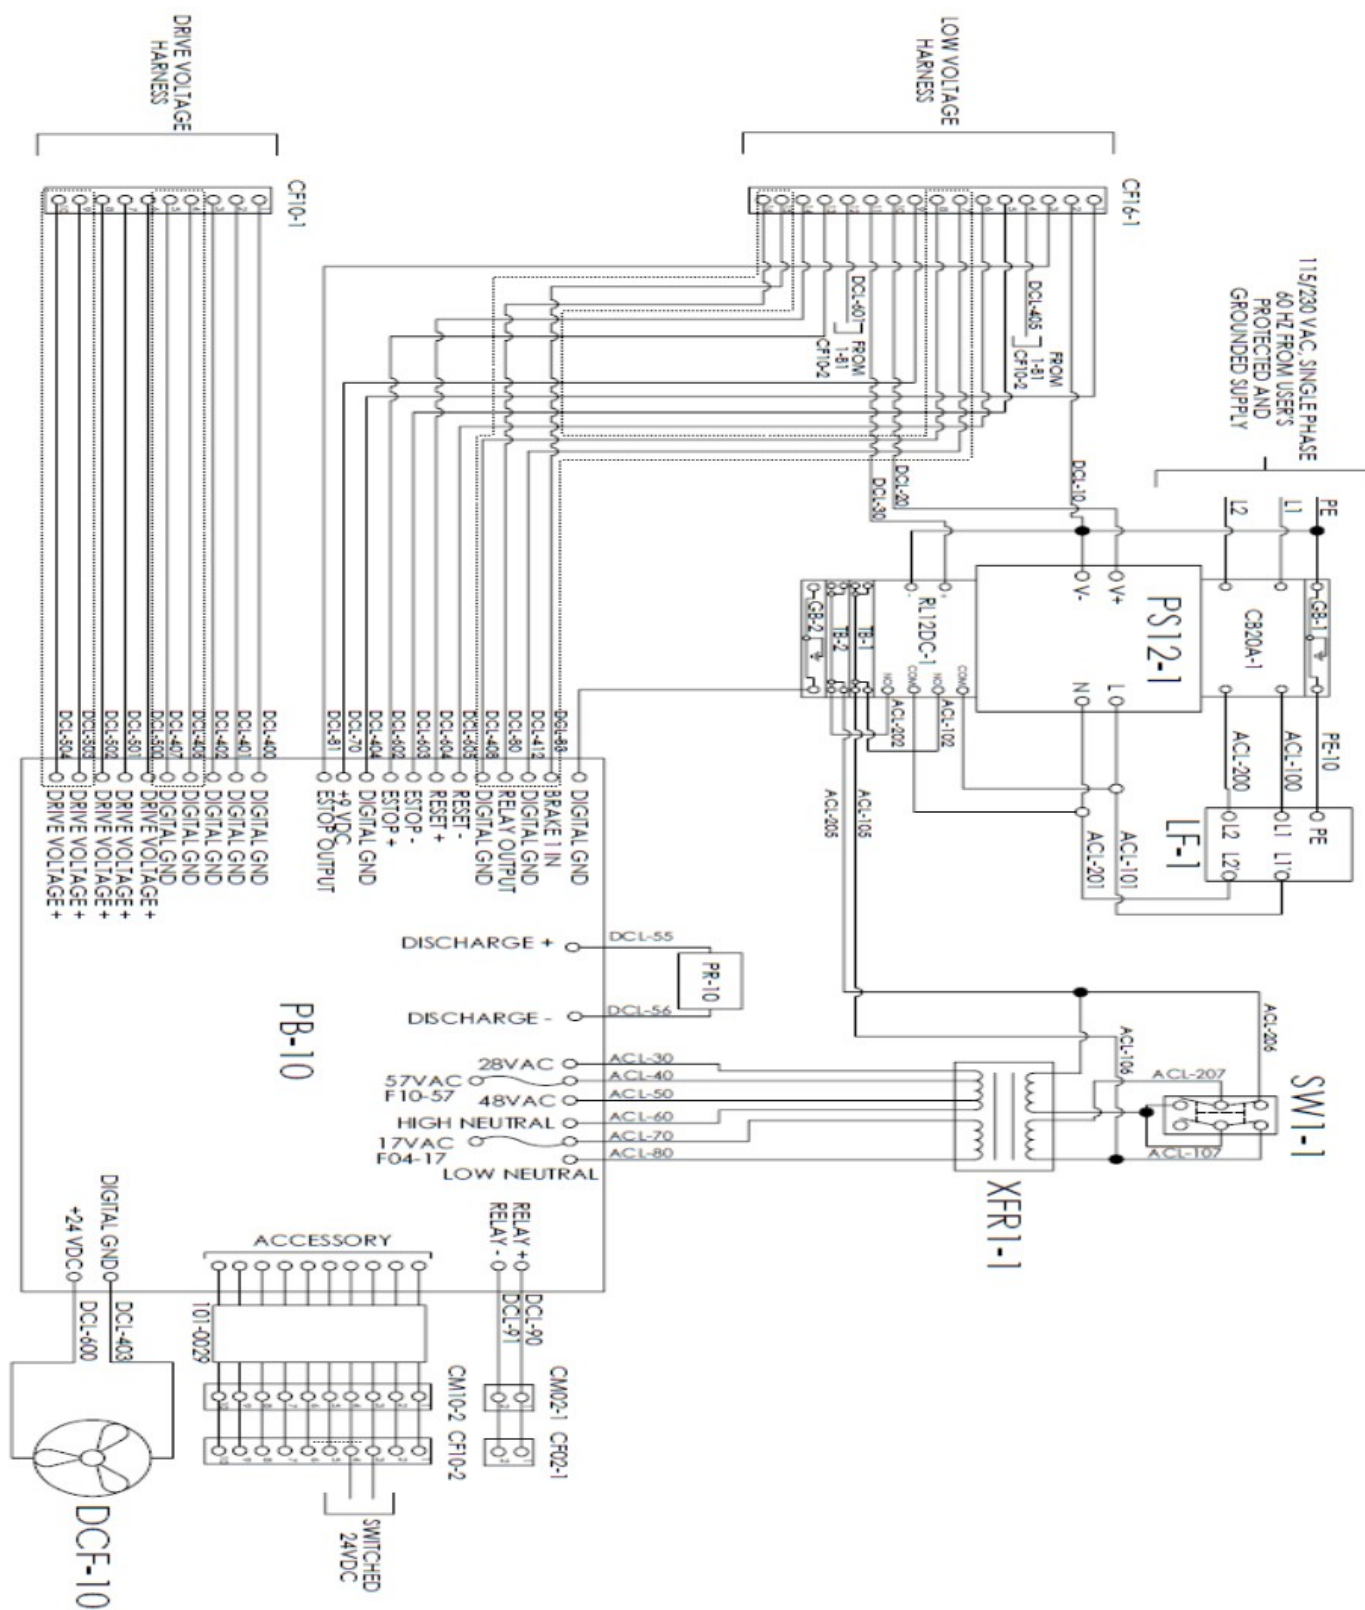 DRIVE VOLTAGE
HARNESS
CF10-1
LOW VOLTAGE
HARNESS
CF16-1
115/230 VAC, SINGLE PHASE
60 HZ FROM USER'S
PROTECTED AND
GROUNDED SUPPLY
DCL-601
FROM
1-B1
CF10-2
DCL-405
FROM
1-B1
CF10-2
DCL-10
DCL-20
DCL-30
PE
L1
L2
V+
V-
PS12-1
L
N
GB-1
CB20A-1
RL12DC-1
+
-
COM
NO
COM
NO
TB-1
TB-2
GB-2
ACL-102
ACL-202
PE-10
ACL-100
ACL-200
PE
L1 L1'
L2 L2'
LF-1
ACL-101
ACL-201
ACL-105
ACL-205
DCL-504
DCL-503
DCL-502
DCL-501
DCL-500
DCL-407
DCL-403
DCL-402
DCL-401
DCL-400
DCL-81
DCL-70
DCL-404
DCL-602
DCL-603
DCL-604
DCL-605
DCL-408
DCL-80
DCL-412
DCL-83
DRIVE VOLTAGE +
DRIVE VOLTAGE +
DRIVE VOLTAGE +
DRIVE VOLTAGE +
DRIVE VOLTAGE +
DIGITAL GND
DIGITAL GND
DIGITAL GND
DIGITAL GND
DIGITAL GND
ESTOP OUTPUT
+9 VDC
DIGITAL GND
ESTOP +
ESTOP -
RESET +
RESET -
DIGITAL GND
RELAY OUTPUT
DIGITAL GND
BRAKE 1 IN
DIGITAL GND
DISCHARGE +
DCL-55
PR-10
DISCHARGE -
DCL-56
PB-10
28VAC
ACL-30
57VAC
F10-57
ACL-40
48VAC
ACL-50
HIGH NEUTRAL
ACL-60
17VAC
F04-17
ACL-70
LOW NEUTRAL
ACL-80
XFR1-1
ACL-106
ACL-206
ACL-207
ACL-107
SW1-1
DIGITAL GND
+24 VDC
DCL-403
DCL-600
DCF-10
ACCESSORY
101-0029
RELAY +
RELAY -
DCL-90
DCL-91
CM02-1 CF02-1
CM10-2 CF10-2
SWITCHED
24VDC